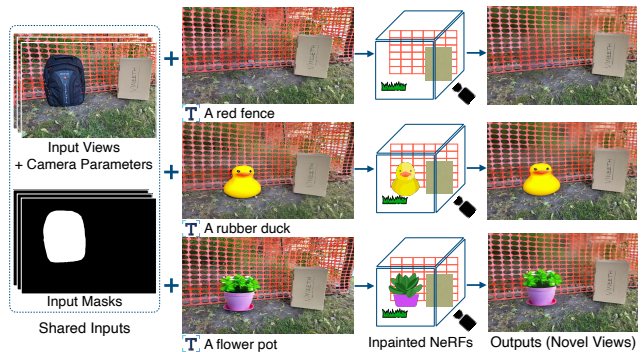 Input Views
+ Camera Parameters
Input Masks
Shared Inputs
+
T A red fence
+
T A rubber duck
+
T A flower pot
Inpainted NeRFs
Outputs (Novel Views)